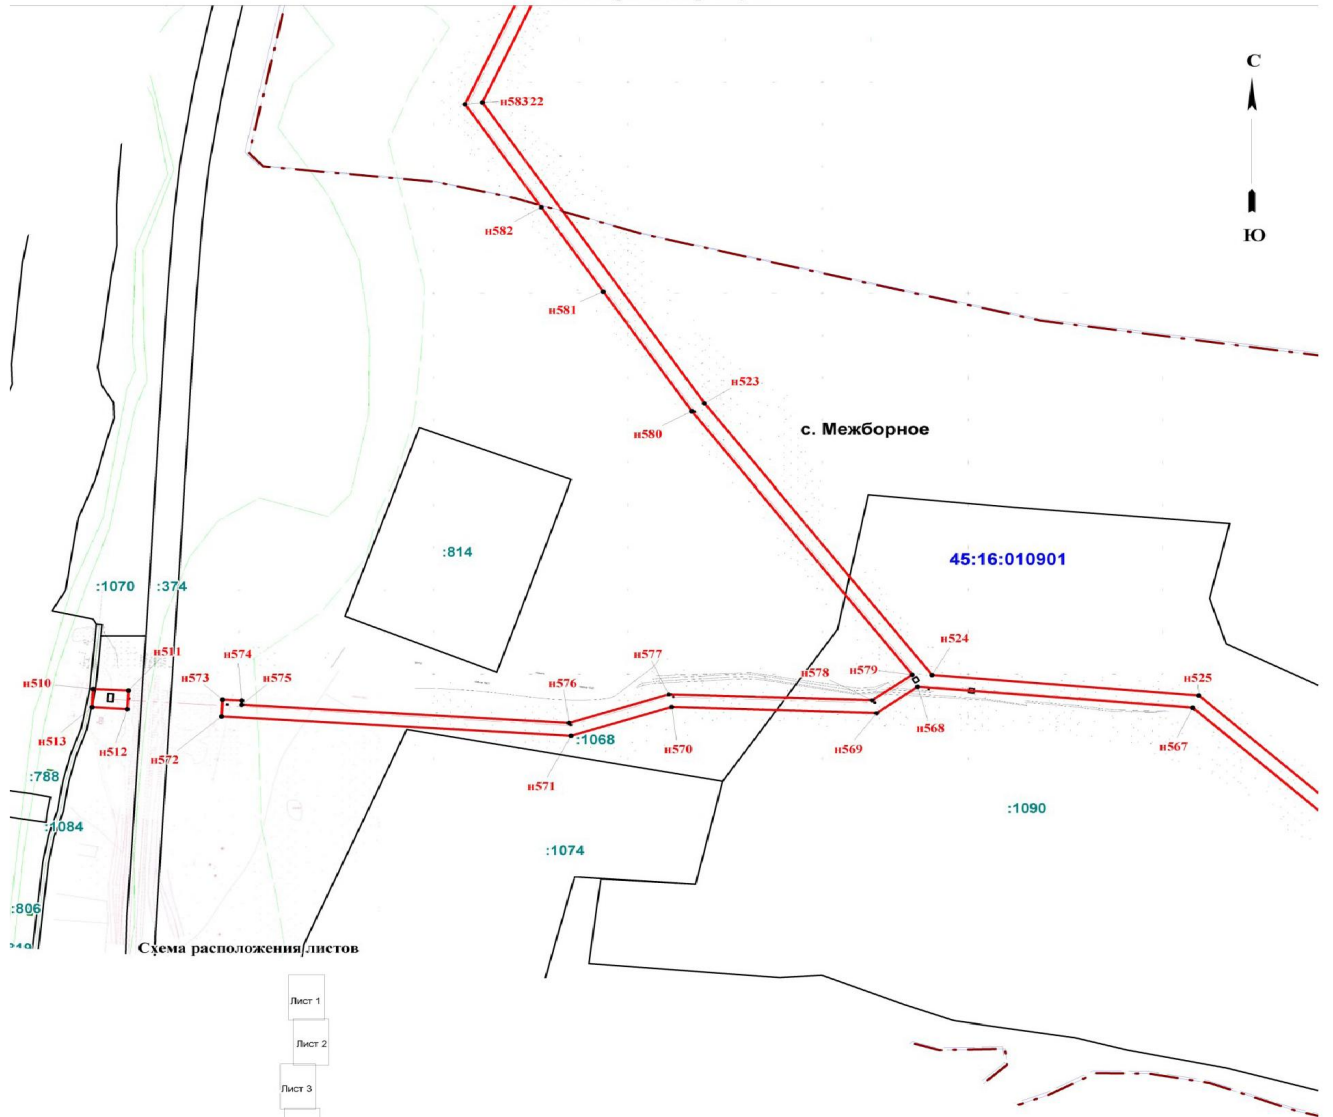 С
н58322
Ю
н582
н581
н523
н580
с. Межборное
:814
45:16:010901
:1070
:374
н511
н574
н577
н524
н510
н573
н575
н576
н578
н579
н525
н513
н512
н572
:1068
н570
н569
н568
н567
н571
:788
:1084
:1090
:1074
:806
Схема расположения листов
Лист 1
Лист 2
Лист 3